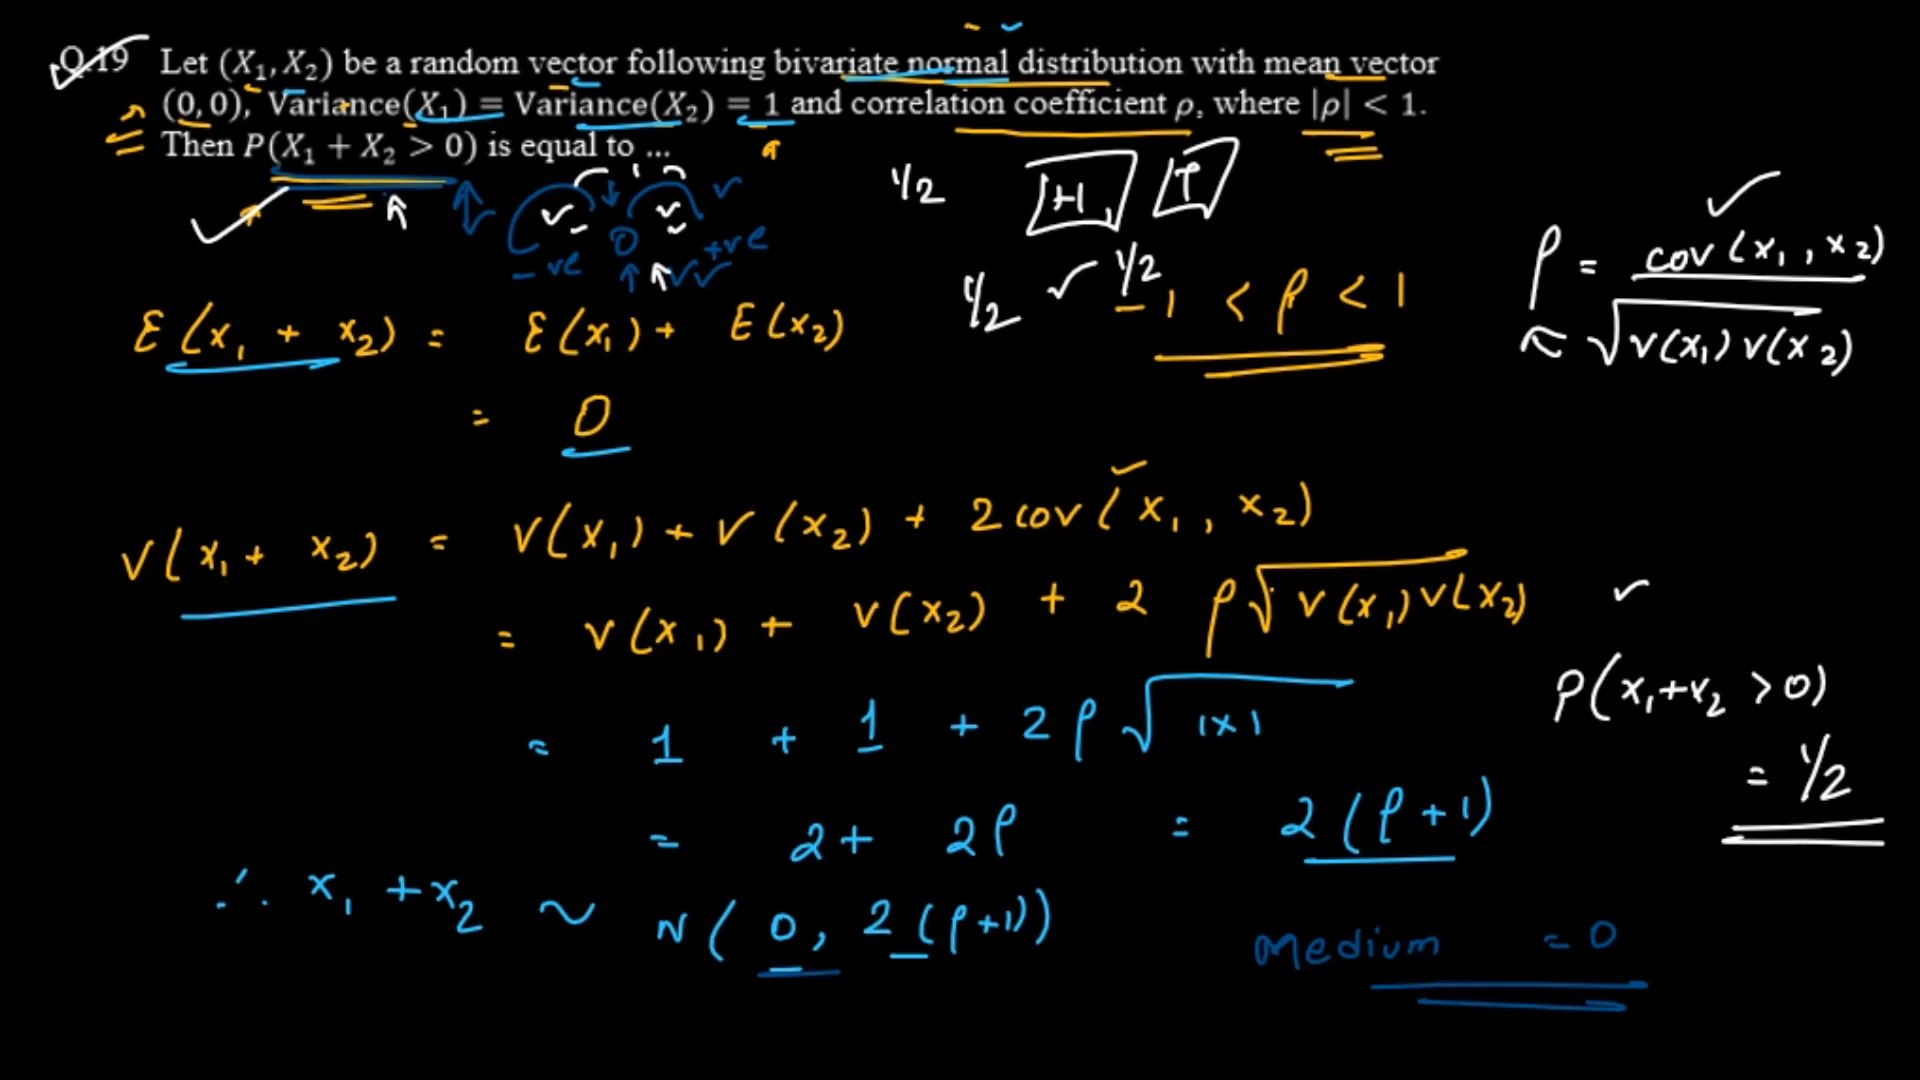 Q.19 Let (X₁, X₂) be a random vector following bivariate normal distribution with mean vector
(0, 0), Variance(X₁) = Variance(X₂) = 1 and correlation coefficient ρ, where |ρ| < 1.
Then P(X₁ + X₂ > 0) is equal to ...
1/2 H, T
- ve 0 +ve
1/2 1/2
ρ = cov(x₁, x₂)
√v(x₁) v(x₂)
E(x₁ + x₂) = E(x₁) + E(x₂)
-1 < ρ < 1
= 0
V(x₁ + x₂) = V(x₁) + V(x₂) + 2 cov(x₁, x₂)
= V(x₁) + V(x₂) + 2 ρ√V(x₁) V(x₂)
P(x₁+x₂ > 0)
= 1/2
= 1 + 1 + 2ρ√1x1
= 2 + 2ρ = 2(ρ+1)
∴ x₁ + x₂ ~ N(0, 2(ρ+1))
Medium = 0